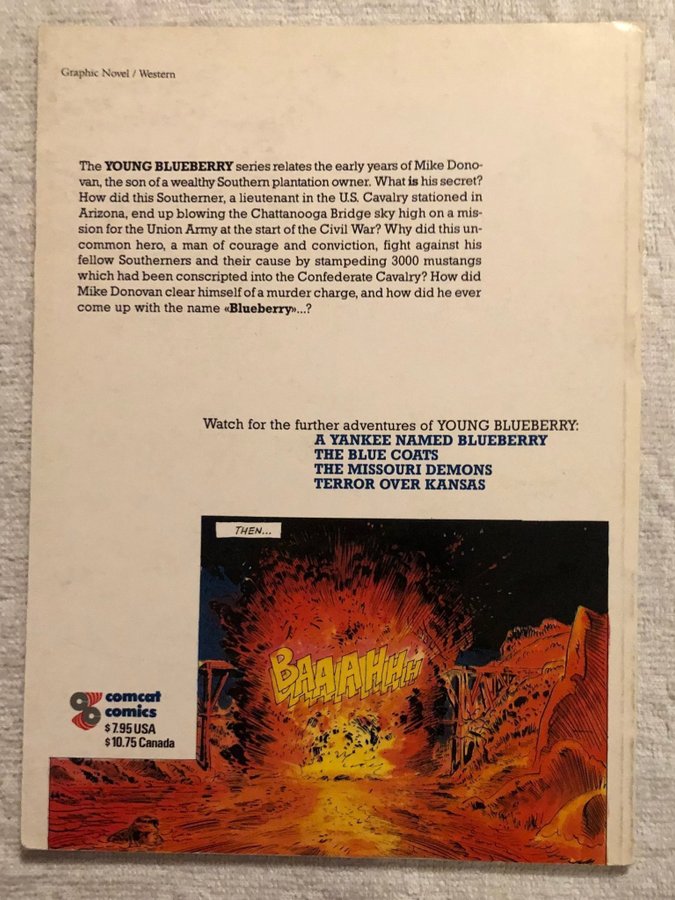 Graphic Novel / Western
The YOUNG BLUEBERRY series relates the early years of Mike Dono-
van, the son of a wealthy Southern plantation owner. What is his secret?
How did this Southerner, a lieutenant in the U.S. Cavalry stationed in
Arizona, end up blowing the Chattanooga Bridge sky high on a mis-
sion for the Union Army at the start of the Civil War? Why did this un-
common hero, a man of courage and conviction, fight against his
fellow Southerners and their cause by stampeding 3000 mustangs
which had been conscripted into the Confederate Cavalry? How did
Mike Donovan clear himself of a murder charge, and how did he ever
come up with the name «Blueberry»...?
Watch for the further adventures of YOUNG BLUEBERRY:
A YANKEE NAMED BLUEBERRY
THE BLUE COATS
THE MISSOURI DEMONS
TERROR OVER KANSAS
THEN...
BAAAHHH
comcat
comics
$7.95 USA
$10.75 Canada